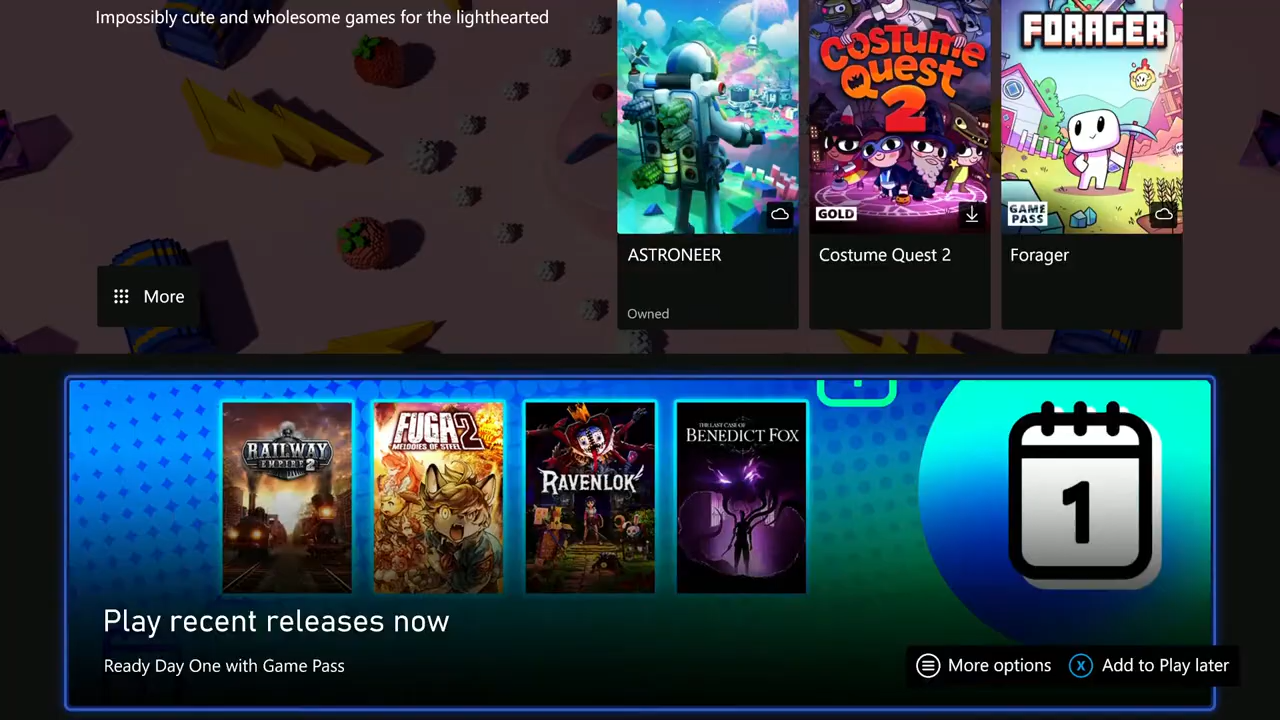 Impossibly cute and wholesome games for the lighthearted
More
COSTUME
QUEST
2
GOLD
FORAGER
GAME
PASS
ASTRONEER
Owned
Costume Quest 2
Forager
RAILWAY
EMPIRE 2
FUGA 2
MELODIES OF STEEL
RAVENLOK
THE LAST CASE OF
BENEDICT FOX
1
Play recent releases now
Ready Day One with Game Pass
More options
X
Add to Play later